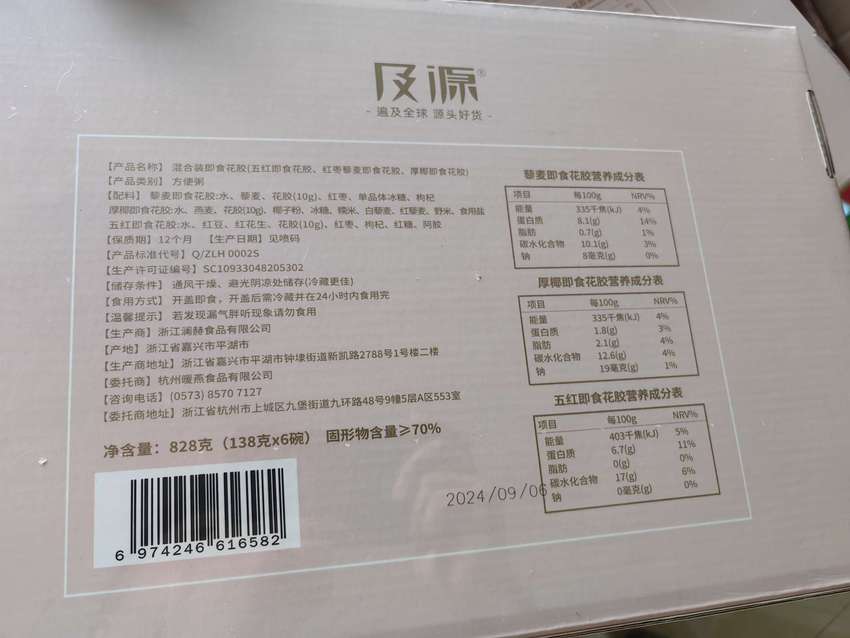 及源®
- 遍及全球 源头好货 -
【产品名称】 混合装即食花胶(五红即食花胶、红枣藜麦即食花胶、厚椰即食花胶)
【产品类别】 方便粥
【配料】 藜麦即食花胶:水、藜麦、花胶(10g)、红枣、单晶体冰糖、枸杞
厚椰即食花胶:水、燕麦、花胶(10g)、椰子粉、冰糖、糯米、白藜麦、红藜麦、野米、食用盐
五红即食花胶:水、红豆、红花生、花胶(10g)、红枣、枸杞、红糖、阿胶
【保质期】12个月 【生产日期】见喷码
【产品标准代号】Q/ZLH 0002S
【生产许可证编号】SC10933048205302
【储存条件】 通风干燥、避光阴凉处储存(冷藏更佳)
【食用方式】 开盖即食，开盖后需冷藏并在24小时内食用完
【温馨提示】 若发现漏气胖听现象请勿食用
【生产商】浙江澜赫食品有限公司
【产地】浙江省嘉兴市平湖市
【生产商地址】浙江省嘉兴市平湖市钟埭街道新凯路2788号1号楼二楼
【委托商】杭州暖燕食品有限公司
【咨询电话】(0573) 8570 7127
【委托商地址】浙江省杭州市上城区九堡街道九环路48号9幢5层A区553室
净含量：828克（138克x6碗） 固形物含量≥70%
6 974246 616582
2024/09/06
藜麦即食花胶营养成分表
项目 每100g NRV%
能量 335千焦(kJ) 4%
蛋白质 8.1(g) 14%
脂肪 0.7(g) 1%
碳水化合物 10.1(g) 3%
钠 8毫克(g) 0%
厚椰即食花胶营养成分表
项目 每100g NRV%
能量 335千焦(kJ) 4%
蛋白质 1.8(g) 3%
脂肪 2.1(g) 4%
碳水化合物 12.6(g) 4%
钠 19毫克(g) 1%
五红即食花胶营养成分表
项目 每100g NRV%
能量 403千焦(kJ) 5%
蛋白质 6.7(g) 11%
脂肪 0(g) 0%
碳水化合物 17(g) 6%
钠 0毫克(g) 0%